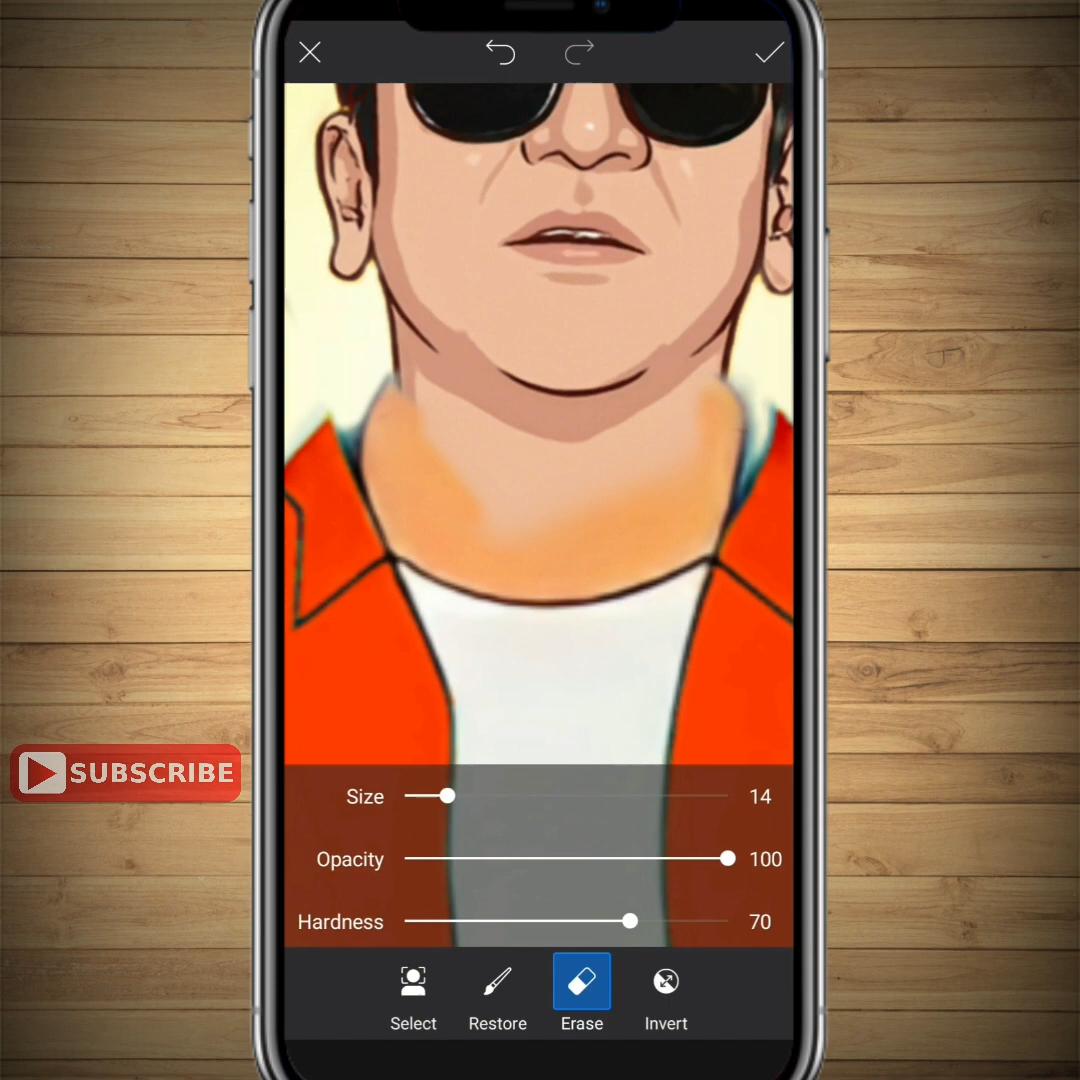 Size 14
Opacity 100
Hardness 70
SUBSCRIBE
Select Restore Erase Invert